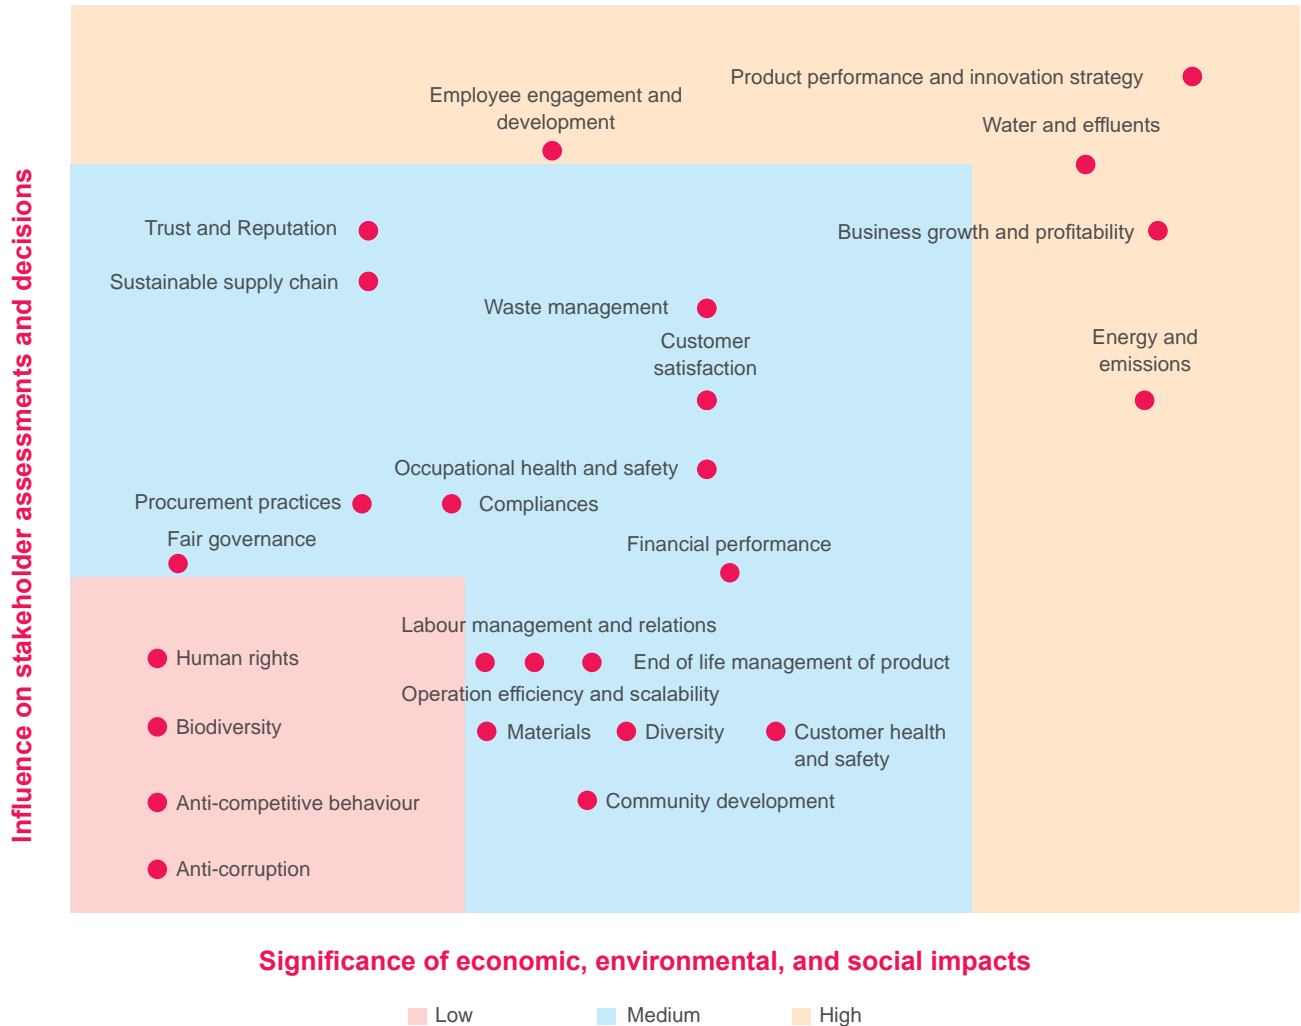 Product performance and innovation strategy
Employee engagement and
development
Water and effluents
Trust and Reputation
Business growth and profitability
Sustainable supply chain
Waste management
Customer
satisfaction
Energy and
emissions
Occupational health and safety
Procurement practices
Compliances
Fair governance
Financial performance
Labour management and relations
Human rights
End of life management of product
Operation efficiency and scalability
Biodiversity
Materials
Diversity
Customer health
and safety
Anti-competitive behaviour
Community development
Anti-corruption
Influence on stakeholder assessments and decisions
Significance of economic, environmental, and social impacts
Low
Medium
High